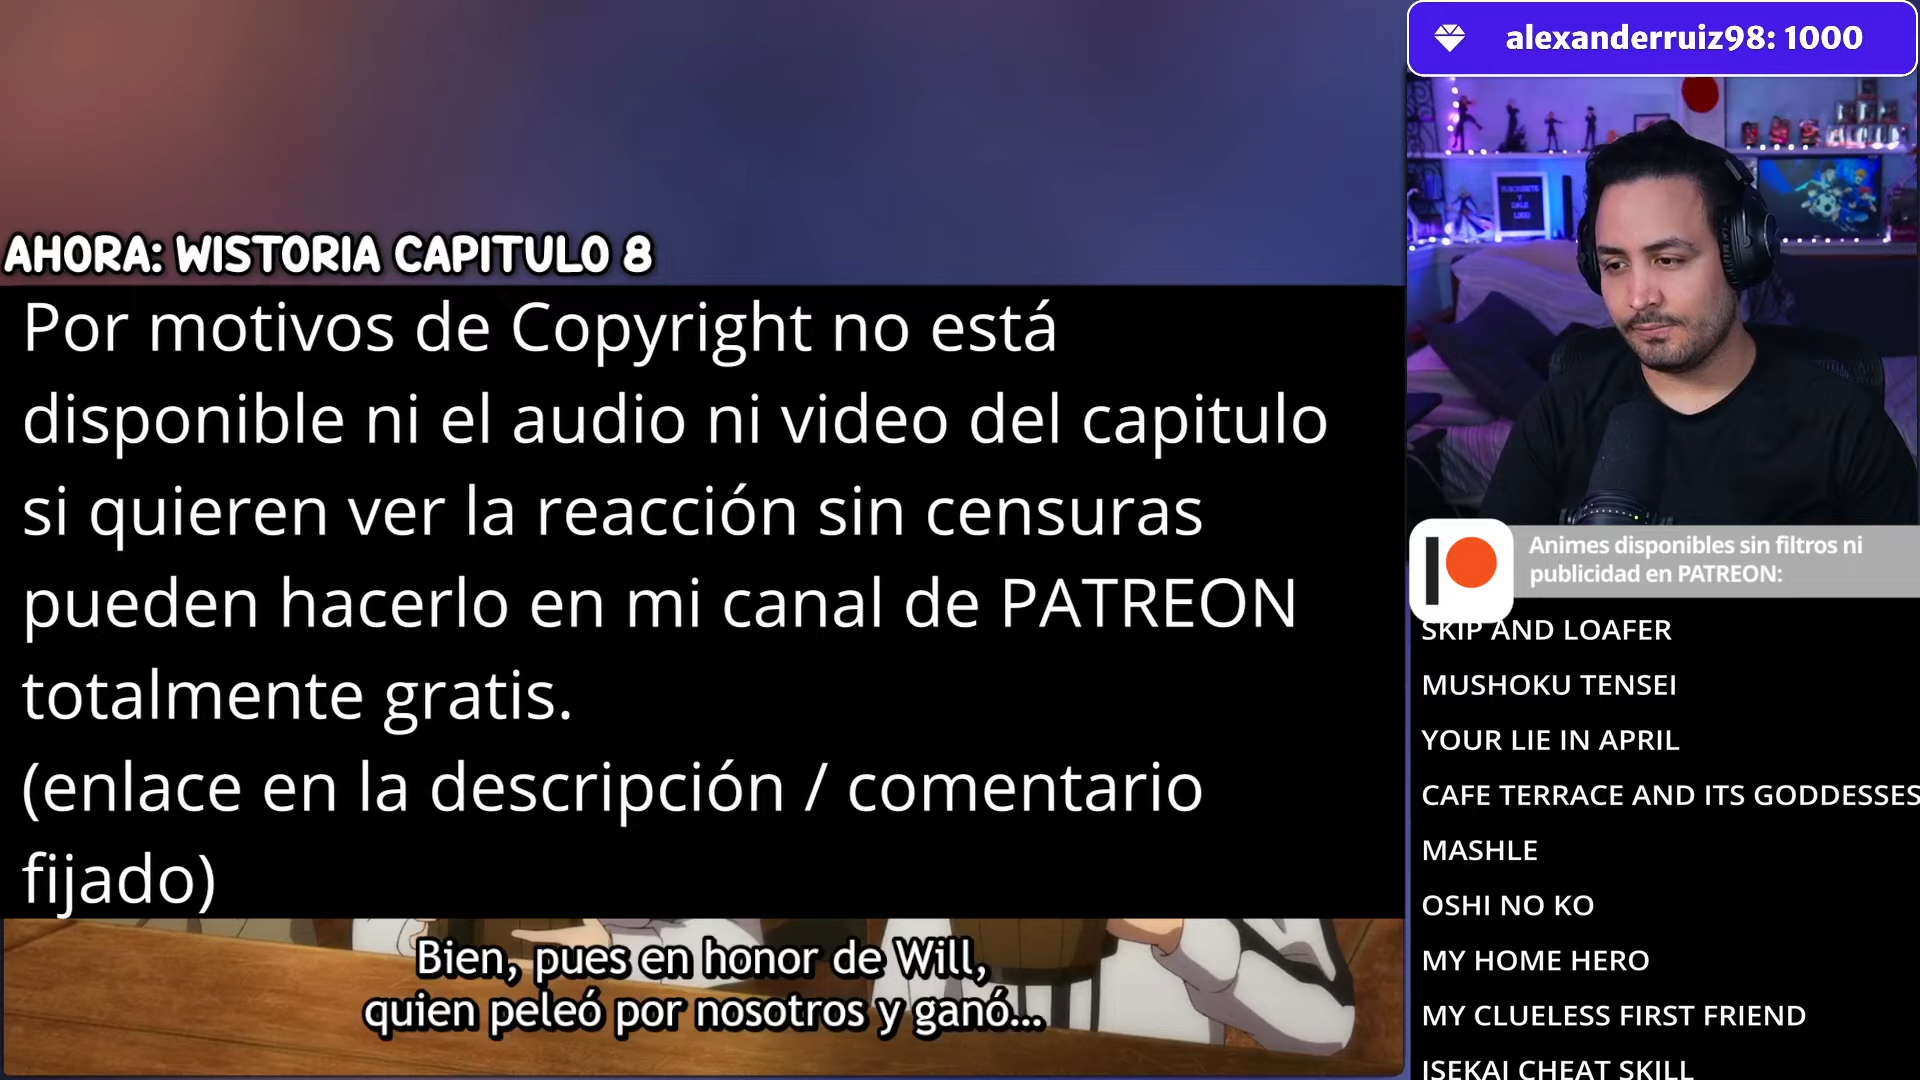 alexanderruiz98: 1000
AHORA: WISTORIA CAPITULO 8
Por motivos de Copyright no está
disponible ni el audio ni video del capitulo
si quieren ver la reacción sin censuras
pueden hacerlo en mi canal de PATREON
totalmente gratis.
(enlace en la descripción / comentario
fijado)
Bien, pues en honor de Will,
quien peleó por nosotros y ganó...
SUSCRIBETE
Y
DALE
LIKE!
Animes disponibles sin filtros ni
publicidad en PATREON:
SKIP AND LOAFER
MUSHOKU TENSEI
YOUR LIE IN APRIL
CAFE TERRACE AND ITS GODDESSES
MASHLE
OSHI NO KO
MY HOME HERO
MY CLUELESS FIRST FRIEND
ISEKAI CHEAT SKILL